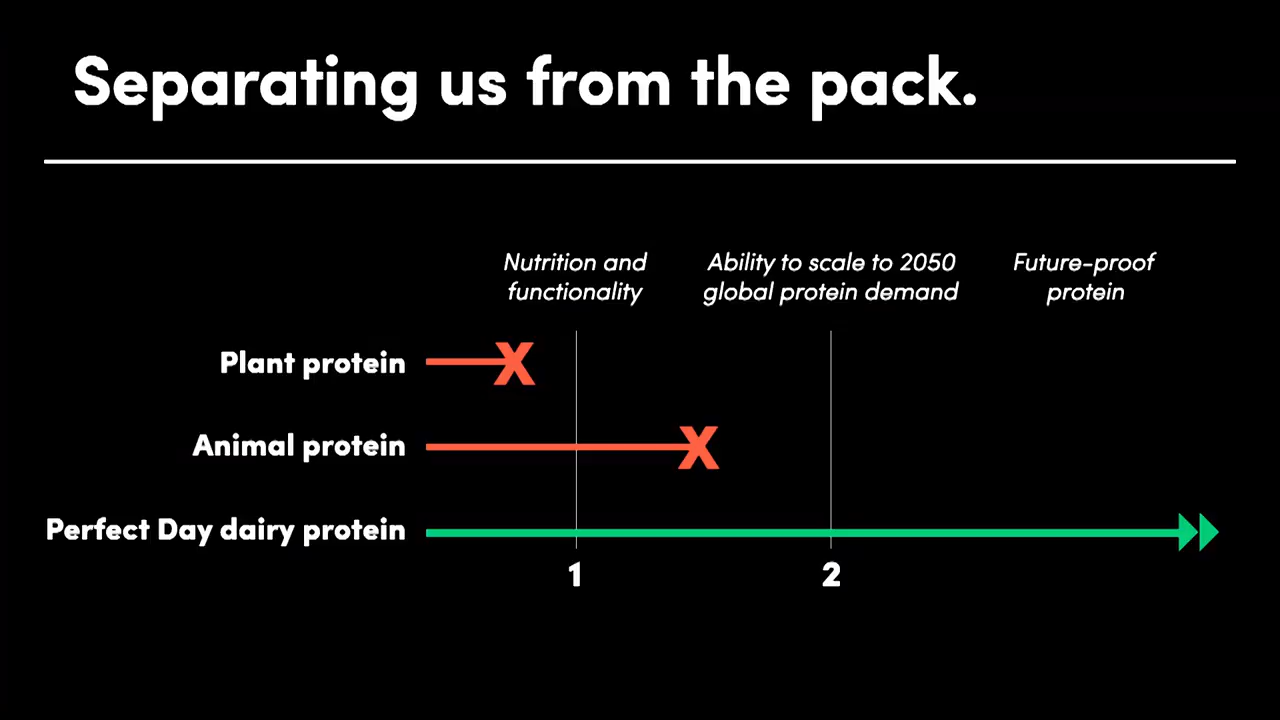 Separating us from the pack.
Nutrition and
functionality
Ability to scale to 2050
global protein demand
Future-proof
protein
Plant protein
Animal protein
Perfect Day dairy protein
1
2